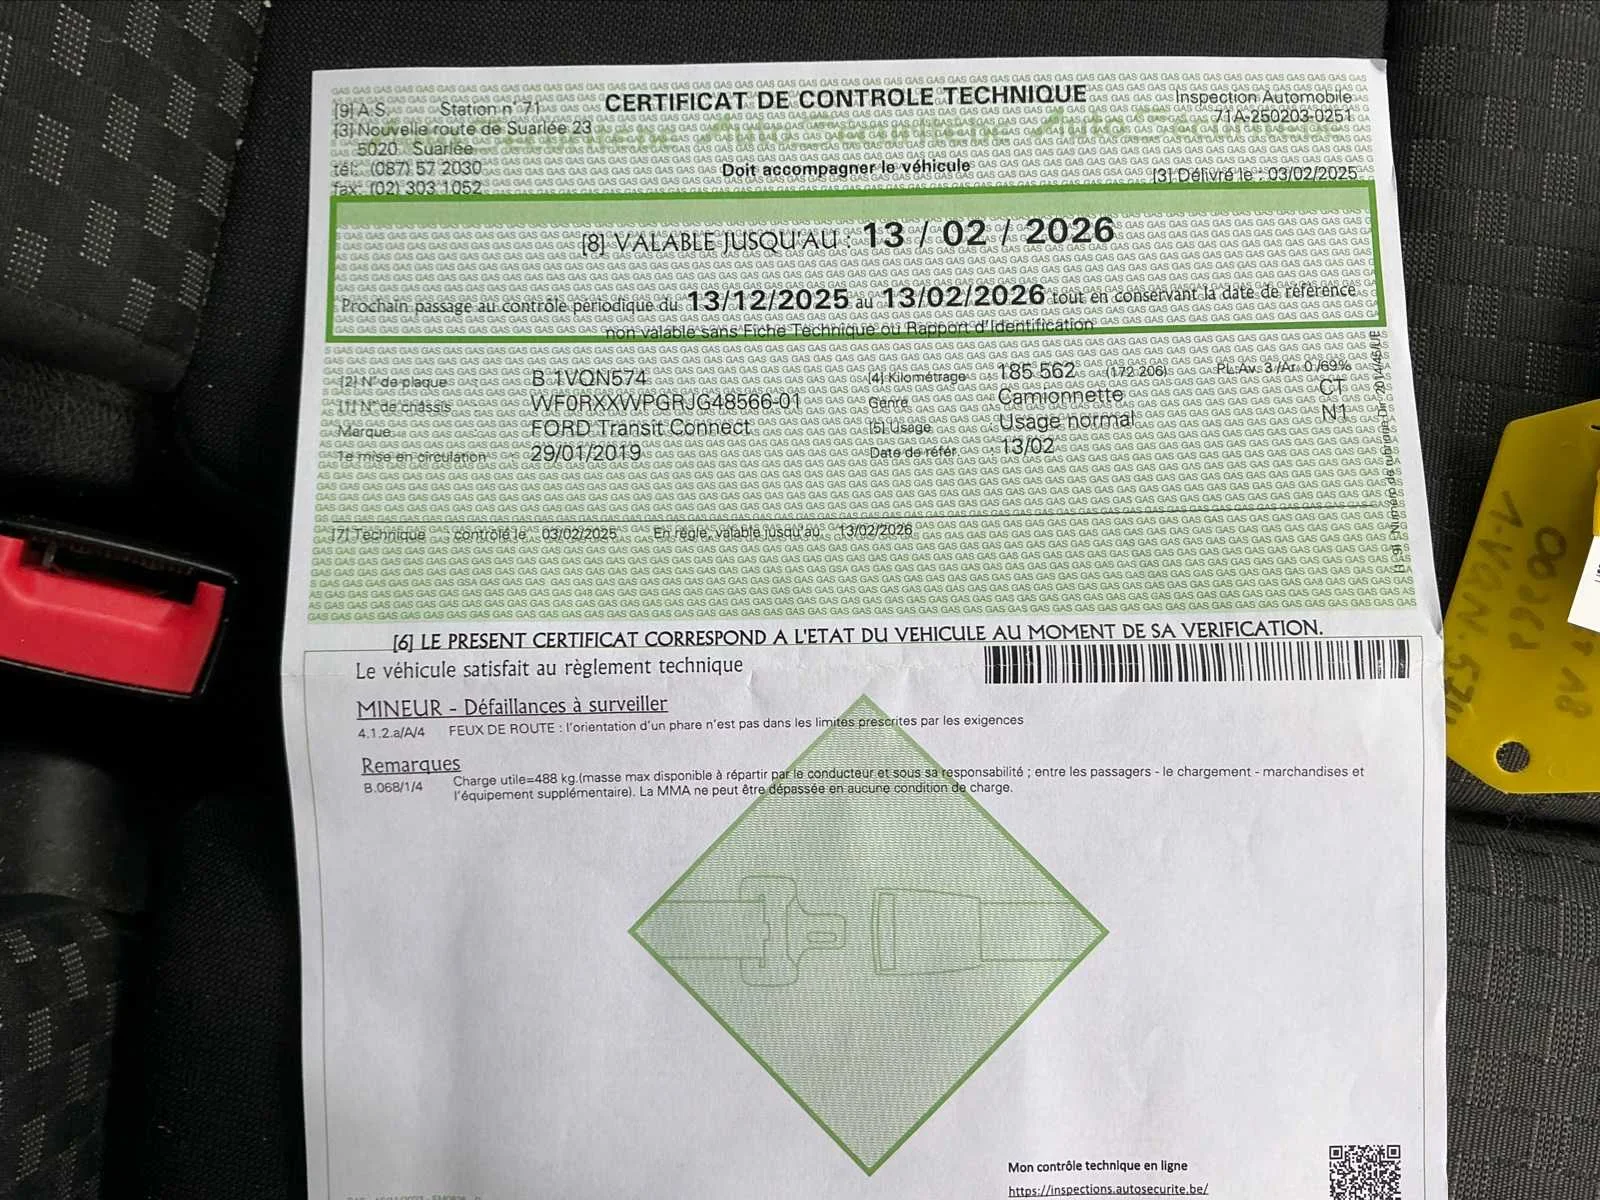 CERTIFICAT DE CONTROLE TECHNIQUE
[9] A.S. Station n° 71
[3] Nouvelle route de Suarlée 23
5020 Suarlée
tél: (087) 57 2030
fax: (02) 303 1052
Doit accompagner le véhicule
Inspection Automobile
71A-250203-0251
[3] Délivré le : 03/02/2025
[8] VALABLE JUSQU'AU : 13 / 02 / 2026
Prochain passage au contrôle périodique du 13/12/2025 au 13/02/2026 tout en conservant la date de référence
non valable sans Fiche Technique ou Rapport d'Identification
[2] N° de plaque B 1VQN574
[1] N° de châssis WF0RXXWPGRJG48566-01
Marque FORD Transit Connect
1e mise en circulation 29/01/2019
[4] Kilométrage 185 562 (172 206) PL.Av. 3 /Ar. 0 /69%
Genre Camionnette CT
[5] Usage Usage normal N1
Date de référ. 13/02
[7] Technique contrôlé le 03/02/2025 En règle, valable jusqu'au 13/02/2026
[6] LE PRESENT CERTIFICAT CORRESPOND A L'ETAT DU VEHICULE AU MOMENT DE SA VERIFICATION.
Le véhicule satisfait au règlement technique
MINEUR - Défaillances à surveiller
4.1.2.a/A/4 FEUX DE ROUTE : l'orientation d'un phare n'est pas dans les limites prescrites par les exigences
Remarques
B.068/1/4 Charge utile=488 kg.(masse max disponible à répartir par le conducteur et sous sa responsabilité ; entre les passagers - le chargement - marchandises et
l'équipement supplémentaire). La MMA ne peut être dépassée en aucune condition de charge.
Mon contrôle technique en ligne
https://inspections.autosecurite.be/
1-VQN.574